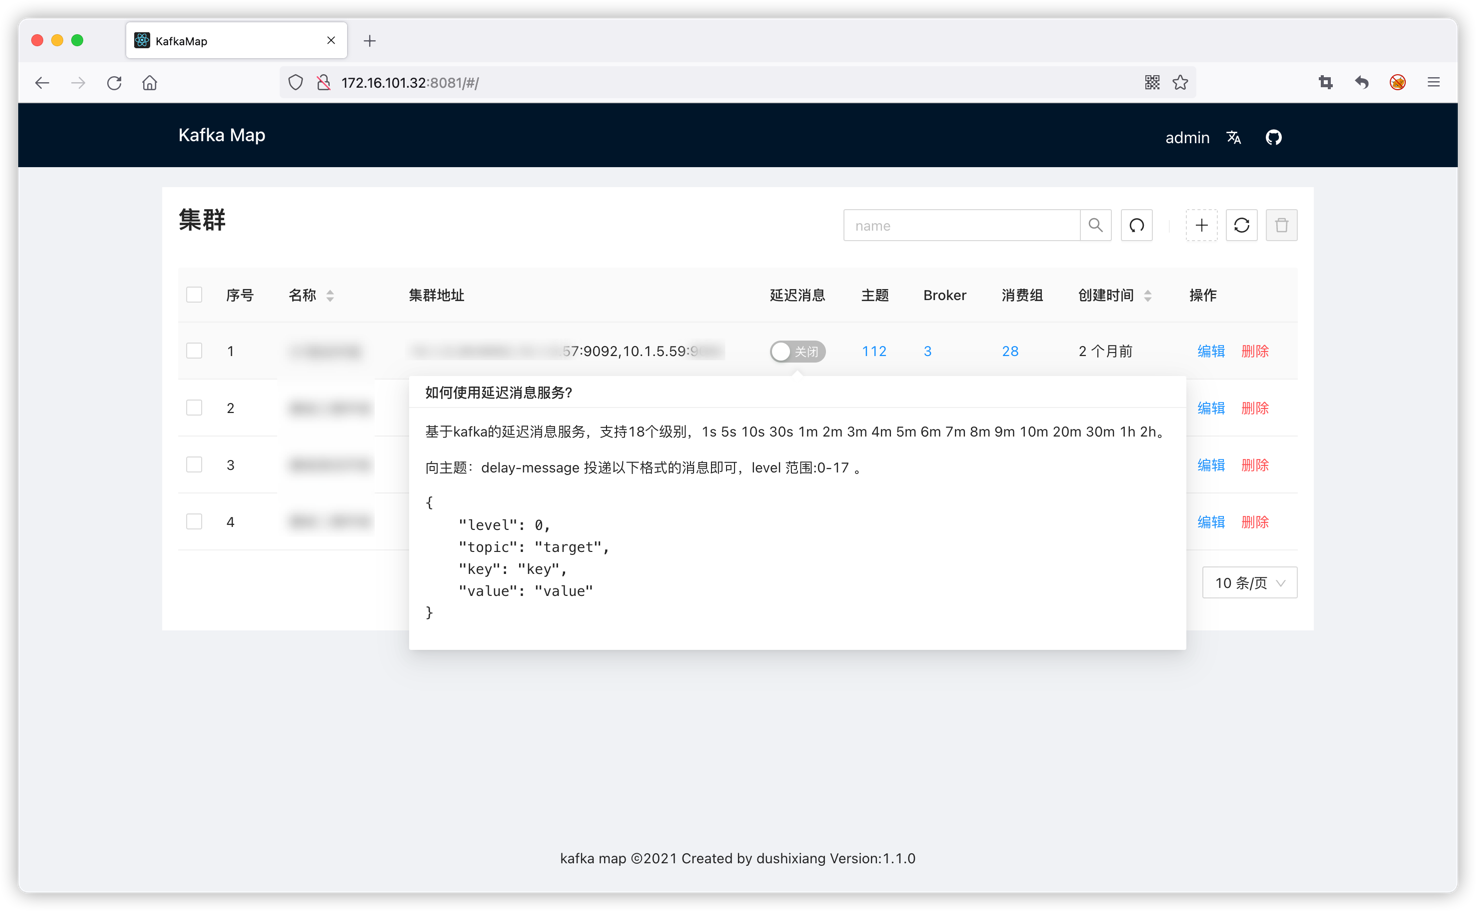 KafkaMap
172.16.101.32:8081/#/
Kafka Map
admin
集群
name
序号 名称 集群地址 延迟消息 主题 Broker 消费组 创建时间 操作
1 57:9092,10.1.5.59:9 关闭 112 3 28 2 个月前 编辑 删除
如何使用延迟消息服务?
2 编辑 删除
基于kafka的延迟消息服务，支持18个级别，1s 5s 10s 30s 1m 2m 3m 4m 5m 6m 7m 8m 9m 10m 20m 30m 1h 2h。
3 编辑 删除
向主题：delay-message 投递以下格式的消息即可，level 范围:0-17 。
{
4 编辑 删除
"level": 0,
"topic": "target",
"key": "key",
"value": "value"
}
10 条/页
kafka map ©2021 Created by dushixiang Version:1.1.0